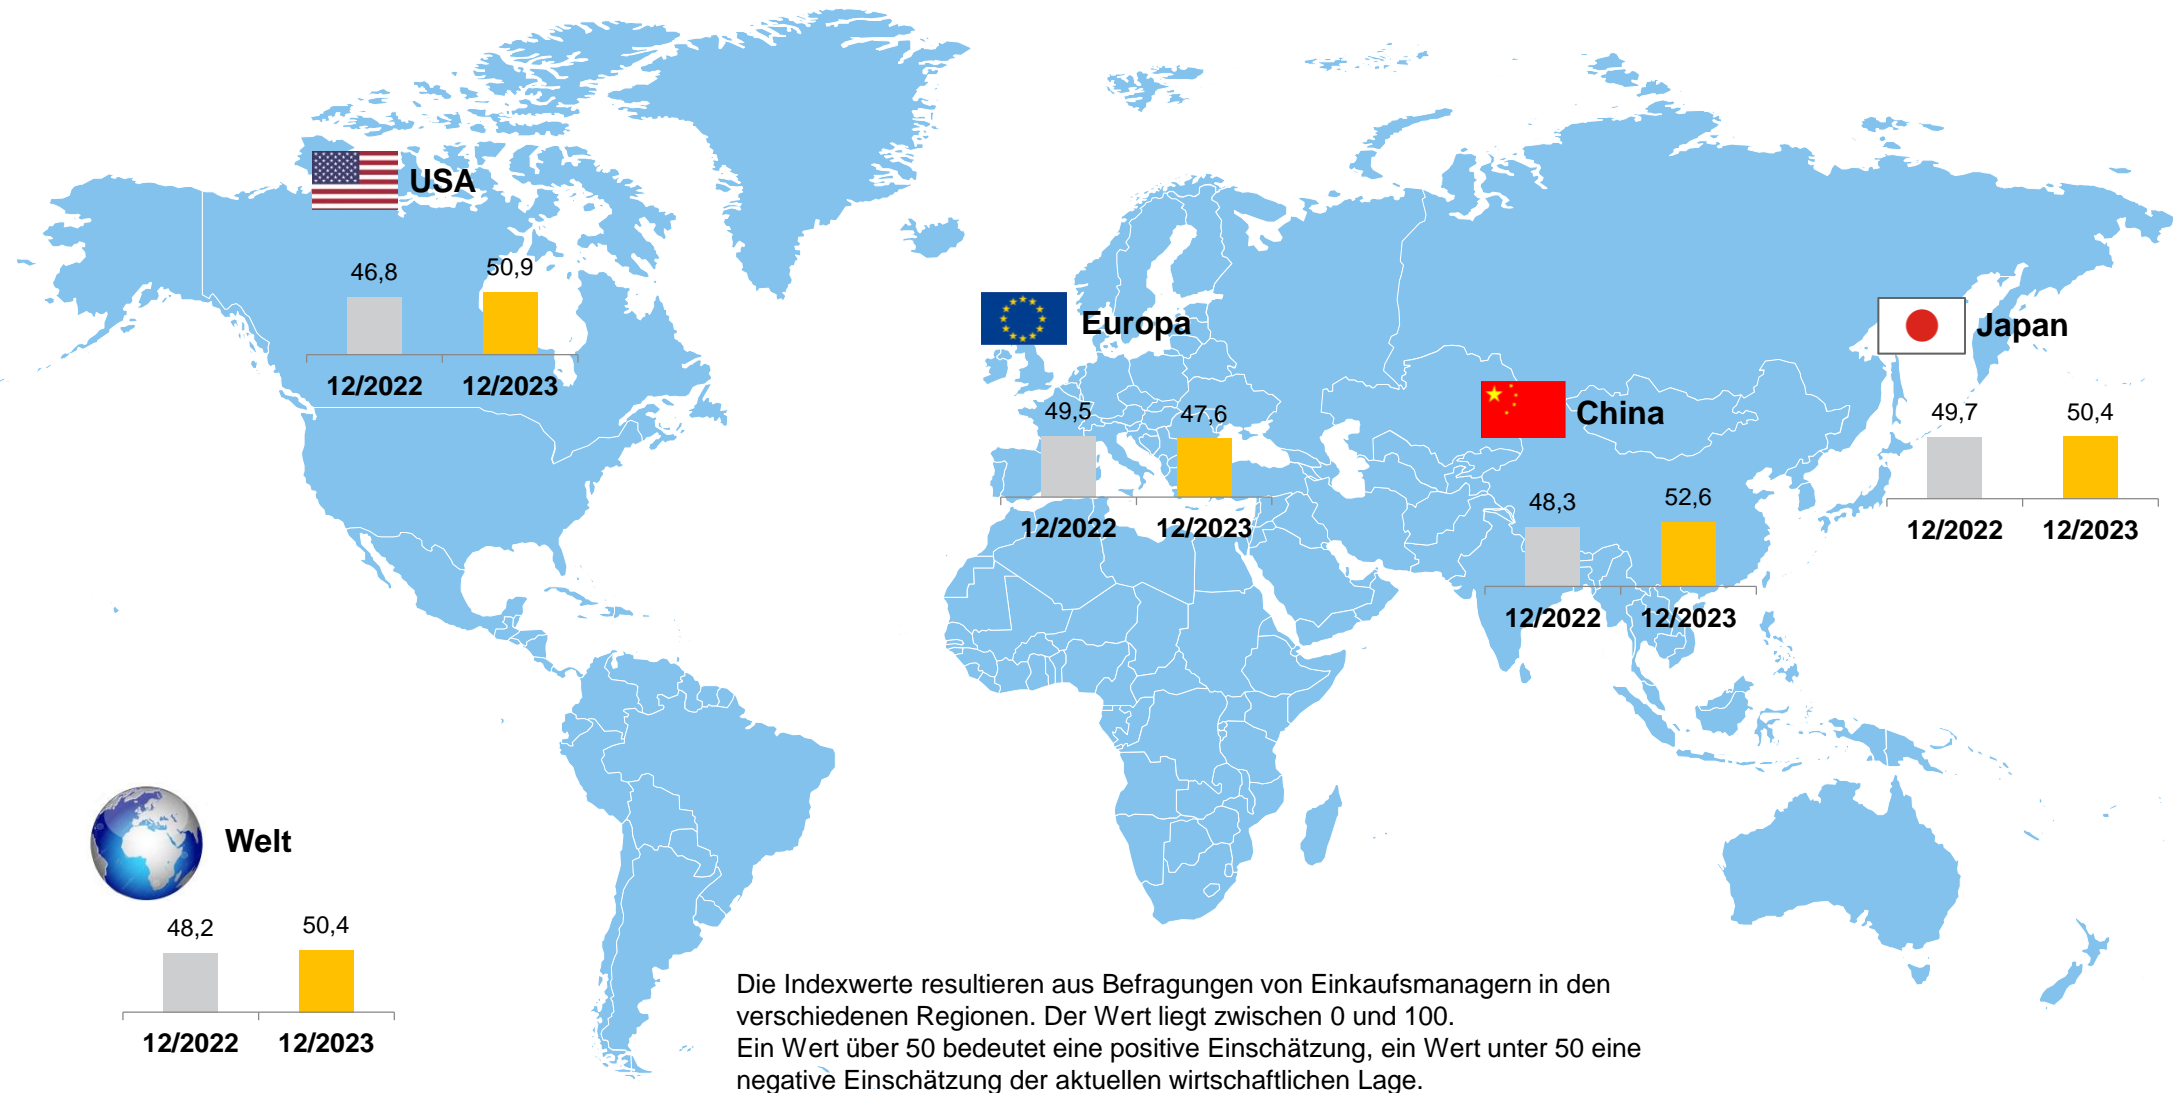 USA
46,8
50,9
12/2022
12/2023
Europa
49,5
47,6
12/2022
12/2023
China
48,3
52,6
12/2022
12/2023
Japan
49,7
50,4
12/2022
12/2023
Welt
48,2
50,4
12/2022
12/2023
Die Indexwerte resultieren aus Befragungen von Einkaufsmanagern in den
verschiedenen Regionen. Der Wert liegt zwischen 0 und 100.
Ein Wert über 50 bedeutet eine positive Einschätzung, ein Wert unter 50 eine
negative Einschätzung der aktuellen wirtschaftlichen Lage.